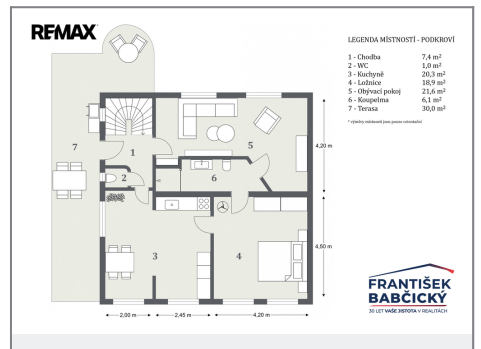 RE/MAX
LEGENDA MÍSTNOSTÍ - PODKROVÍ
1 - Chodba 7,4 m²
2 - WC 1,0 m²
3 - Kuchyně 20,3 m²
4 - Ložnice 18,9 m²
5 - Obývací pokoj 21,6 m²
6 - Koupelna 6,1 m²
7 - Terasa 30,0 m²
* výměry místností jsou pouze orientační
7
1
5
4,20 m
2
6
3
4
4,50 m
2,00 m
2,45 m
4,20 m
FRANTIŠEK
BABČICKÝ
30 LET VAŠE JISTOTA V REALITÁCH